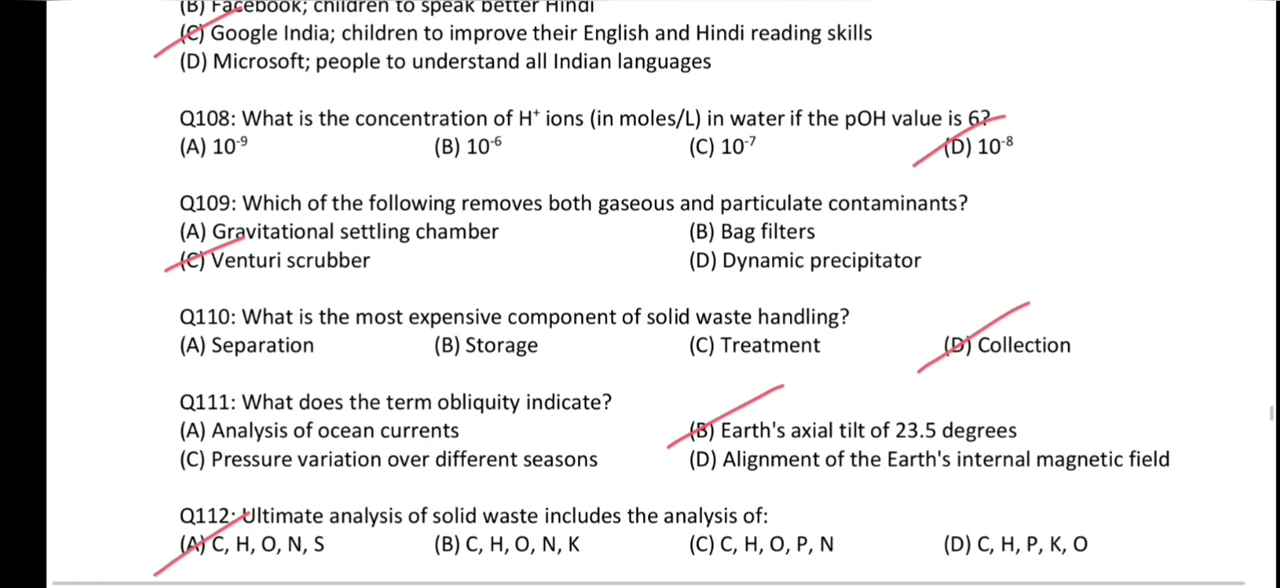 (B) Facebook; children to speak better Hindi
(C) Google India; children to improve their English and Hindi reading skills
(D) Microsoft; people to understand all Indian languages
Q108: What is the concentration of H⁺ ions (in moles/L) in water if the pOH value is 6?
(A) 10⁻⁹ (B) 10⁻⁶ (C) 10⁻⁷ (D) 10⁻⁸
Q109: Which of the following removes both gaseous and particulate contaminants?
(A) Gravitational settling chamber (B) Bag filters
(C) Venturi scrubber (D) Dynamic precipitator
Q110: What is the most expensive component of solid waste handling?
(A) Separation (B) Storage (C) Treatment (D) Collection
Q111: What does the term obliquity indicate?
(A) Analysis of ocean currents (B) Earth's axial tilt of 23.5 degrees
(C) Pressure variation over different seasons (D) Alignment of the Earth's internal magnetic field
Q112: Ultimate analysis of solid waste includes the analysis of:
(A) C, H, O, N, S (B) C, H, O, N, K (C) C, H, O, P, N (D) C, H, P, K, O